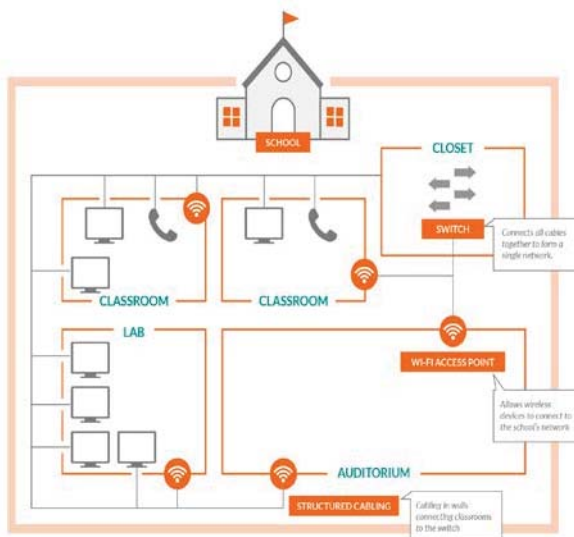 SCHOOL
CLOSET
SWITCH
Connects all cables
together to form a
single network.
CLASSROOM
CLASSROOM
LAB
WI-FI ACCESS POINT
Allows wireless
devices to connect to
the school's network
AUDITORIUM
STRUCTURED CABLING
Cabling in walls
connecting classrooms
to the switch